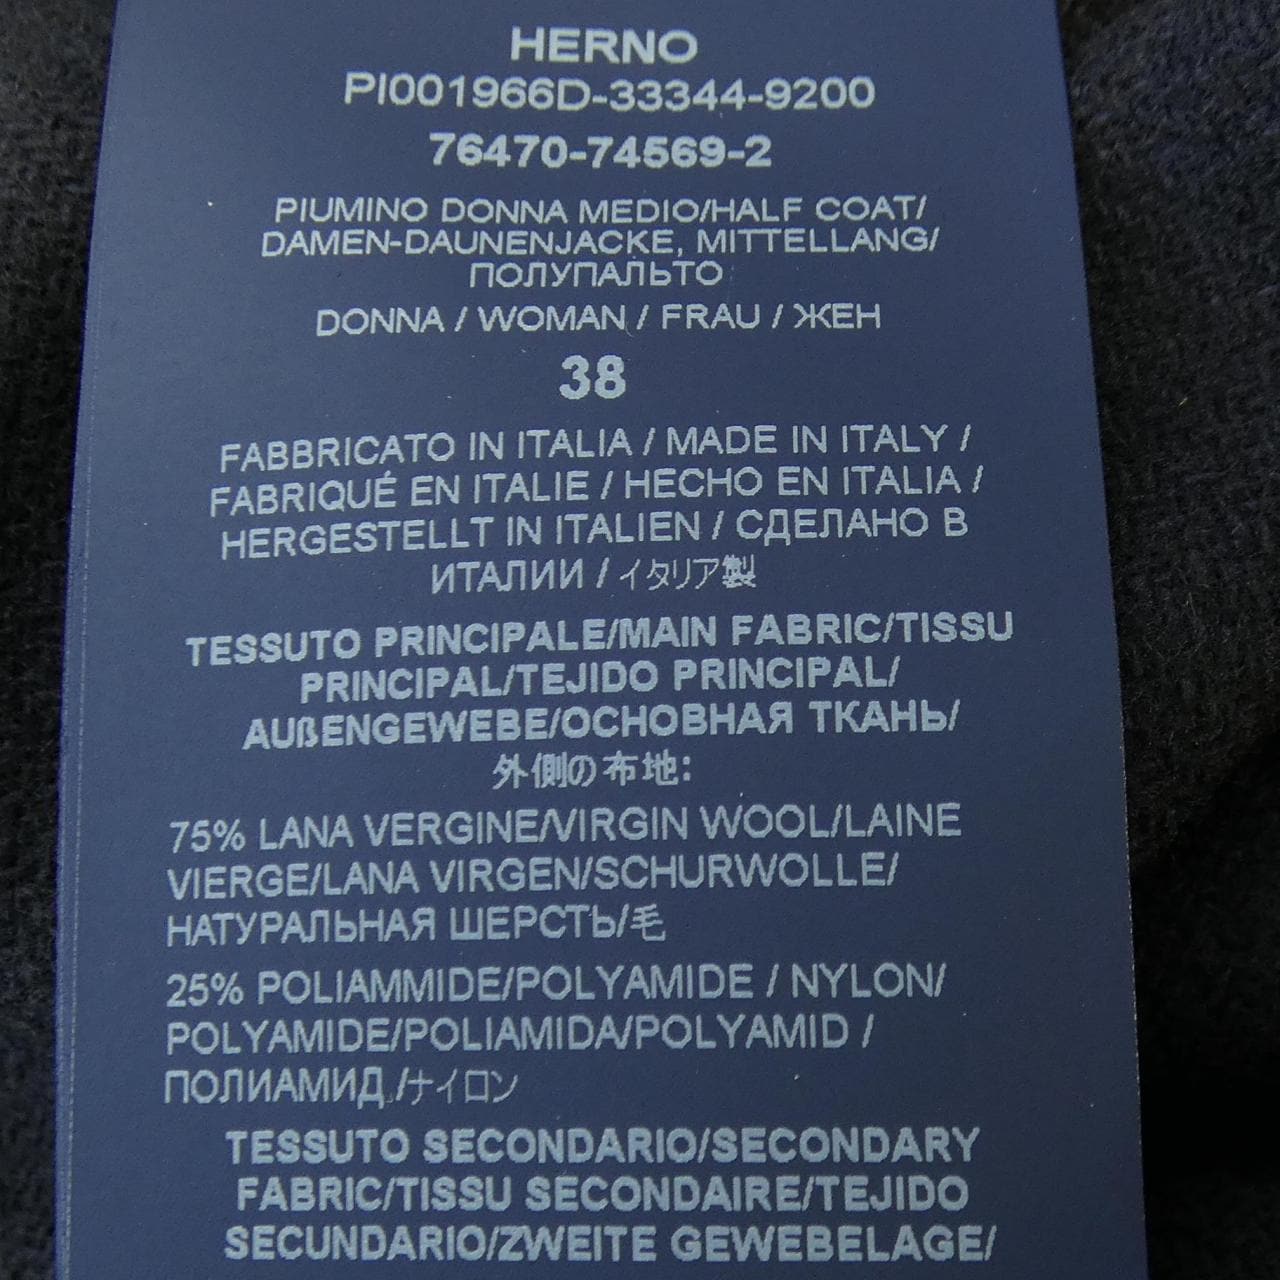 HERNO
PI001966D-33344-9200
76470-74569-2
PIUMINO DONNA MEDIO/HALF COAT/
DAMEN-DAUNENJACKE, MITTELLANG/
ПОЛУПАЛЬТО
DONNA / WOMAN / FRAU / ЖЕН
38
FABBRICATO IN ITALIA / MADE IN ITALY /
FABRIQUÉ EN ITALIE / HECHO EN ITALIA /
HERGESTELLT IN ITALIEN / СДЕЛАНО В
ИТАЛИИ / イタリア製
TESSUTO PRINCIPALE/MAIN FABRIC/TISSU
PRINCIPAL/TEJIDO PRINCIPAL/
AUßENGEWEBE/ОСНОВНАЯ ТКАНЬ/
外側の布地:
75% LANA VERGINE/VIRGIN WOOL/LAINE
VIERGE/LANA VIRGEN/SCHURWOLLE/
НАТУРАЛЬНАЯ ШЕРСТЬ/毛
25% POLIAMMIDE/POLYAMIDE / NYLON/
POLYAMIDE/POLIAMIDA/POLYAMID /
ПОЛИАМИД /ナイロン
TESSUTO SECONDARIO/SECONDARY
FABRIC/TISSU SECONDAIRE/TEJIDO
SECUNDARIO/ZWEITE GEWEBELAGE/